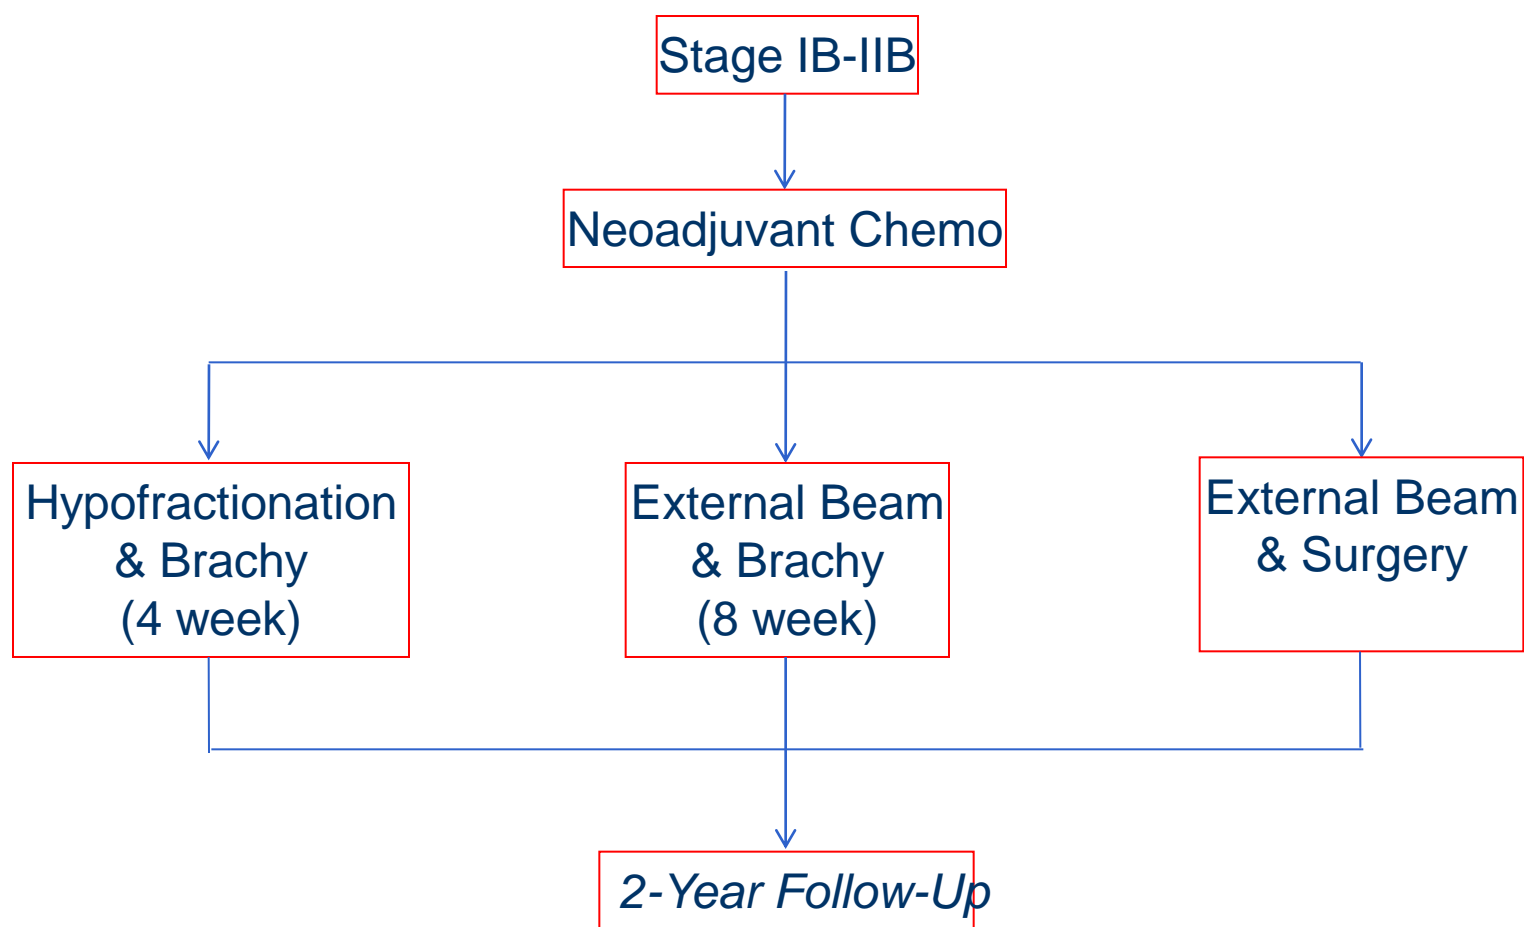 Stage IB-IIB
Neoadjuvant Chemo
Hypofractionation
& Brachy
(4 week)
External Beam
& Brachy
(8 week)
External Beam
& Surgery
2-Year Follow-Up